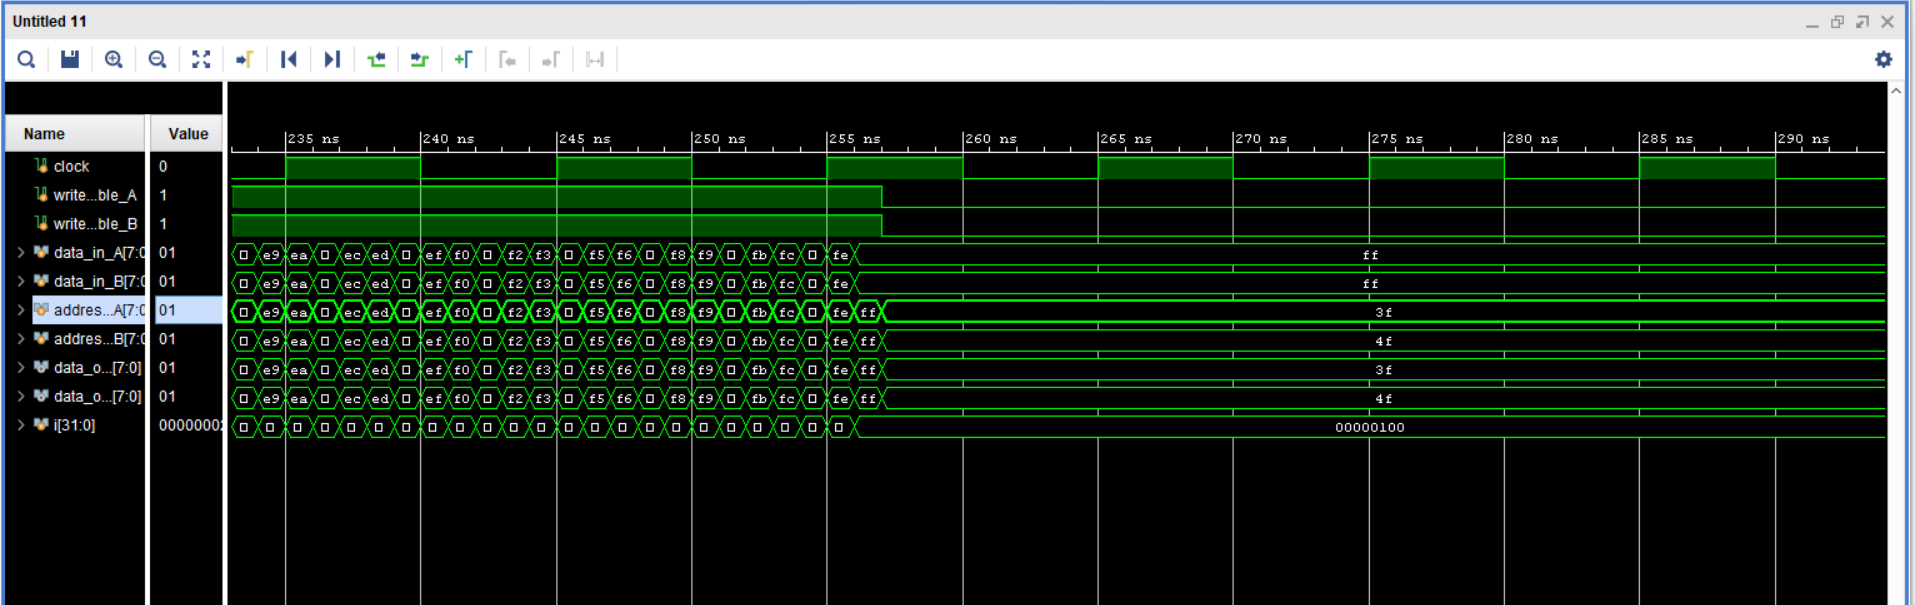 Untitled 11
Name Value
235 ns 240 ns 245 ns 250 ns 255 ns 260 ns 265 ns 270 ns 275 ns 280 ns 285 ns 290 ns
clock 0
write...ble_A 1
write...ble_B 1
data_in_A[7:0 01 e9 ea ec ed ef f0 f2 f3 f5 f6 f8 f9 fb fc fe ff
data_in_B[7:0 01 e9 ea ec ed ef f0 f2 f3 f5 f6 f8 f9 fb fc fe ff
addres...A[7:0 01 e9 ea ec ed ef f0 f2 f3 f5 f6 f8 f9 fb fc fe ff 3f
addres...B[7:0 01 e9 ea ec ed ef f0 f2 f3 f5 f6 f8 f9 fb fc fe ff 4f
data_o...[7:0] 01 e9 ea ec ed ef f0 f2 f3 f5 f6 f8 f9 fb fc fe ff 3f
data_o...[7:0] 01 e9 ea ec ed ef f0 f2 f3 f5 f6 f8 f9 fb fc fe ff 4f
i[31:0] 0000000 00000100